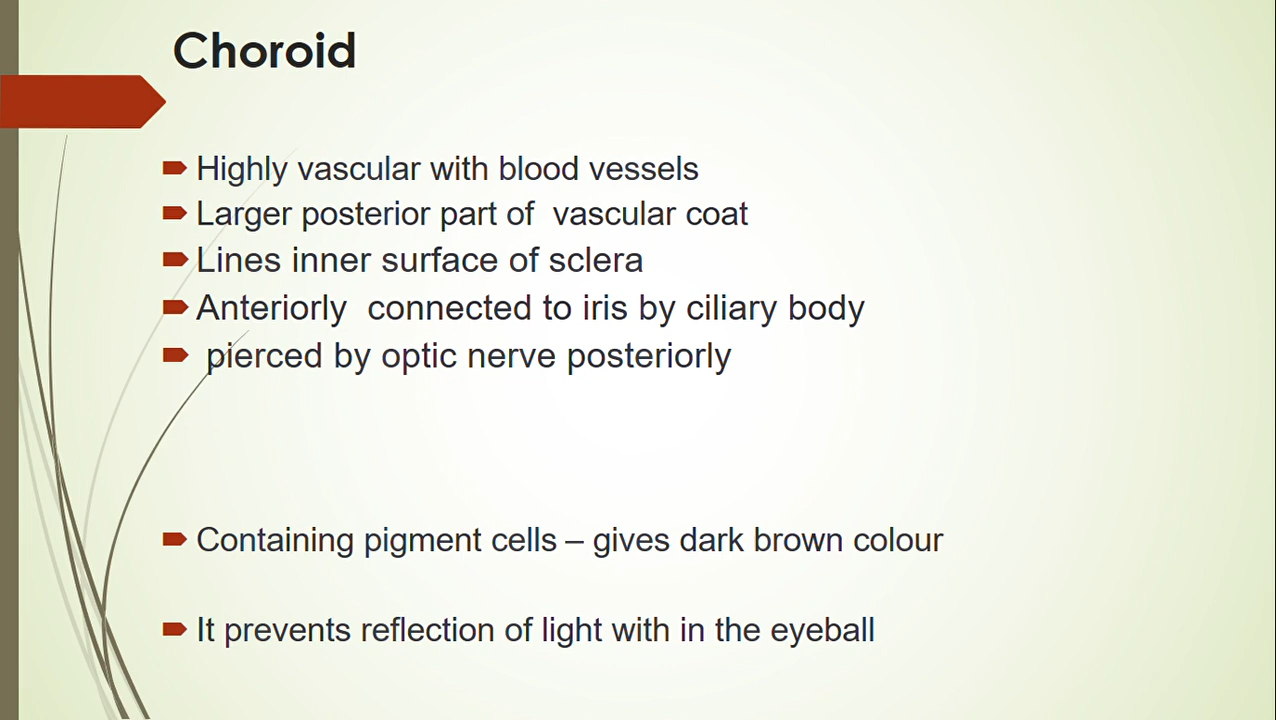 Choroid
Highly vascular with blood vessels
Larger posterior part of  vascular coat
Lines inner surface of sclera
Anteriorly  connected to iris by ciliary body
pierced by optic nerve posteriorly
Containing pigment cells – gives dark brown colour
It prevents reflection of light with in the eyeball